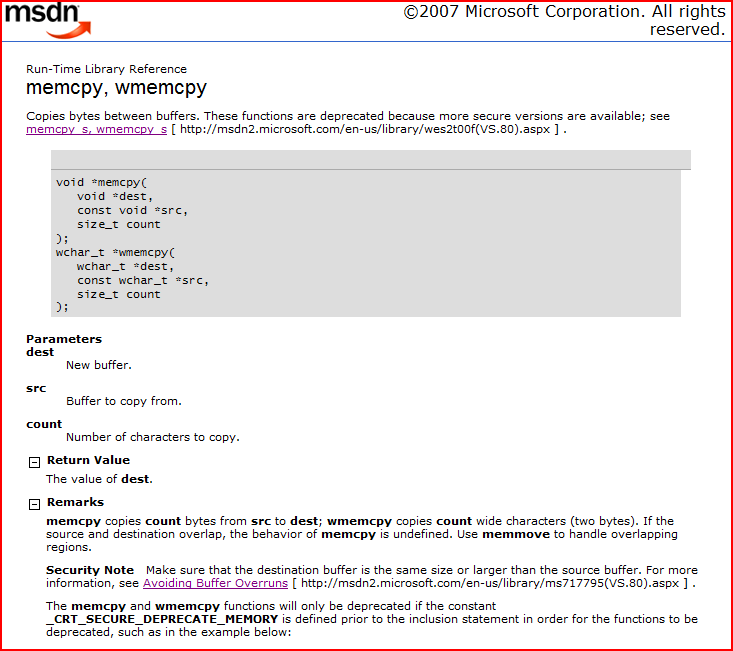 msdn
©2007 Microsoft Corporation. All rights
reserved.
Run-Time Library Reference
memcpy, wmemcpy
Copies bytes between buffers. These functions are deprecated because more secure versions are available; see
memcpy_s, wmemcpy_s [ http://msdn2.microsoft.com/en-us/library/wes2t00f(VS.80).aspx ] .
void *memcpy(
   void *dest,
   const void *src,
   size_t count
);
wchar_t *wmemcpy(
   wchar_t *dest,
   const wchar_t *src,
   size_t count
);
Parameters
dest
New buffer.
src
Buffer to copy from.
count
Number of characters to copy.
Return Value
The value of dest.
Remarks
memcpy copies count bytes from src to dest; wmemcpy copies count wide characters (two bytes). If the
source and destination overlap, the behavior of memcpy is undefined. Use memmove to handle overlapping
regions.
Security Note   Make sure that the destination buffer is the same size or larger than the source buffer. For more
information, see Avoiding Buffer Overruns [ http://msdn2.microsoft.com/en-us/library/ms717795(VS.80).aspx ] .
The memcpy and wmemcpy functions will only be deprecated if the constant
_CRT_SECURE_DEPRECATE_MEMORY is defined prior to the inclusion statement in order for the functions to be
deprecated, such as in the example below: